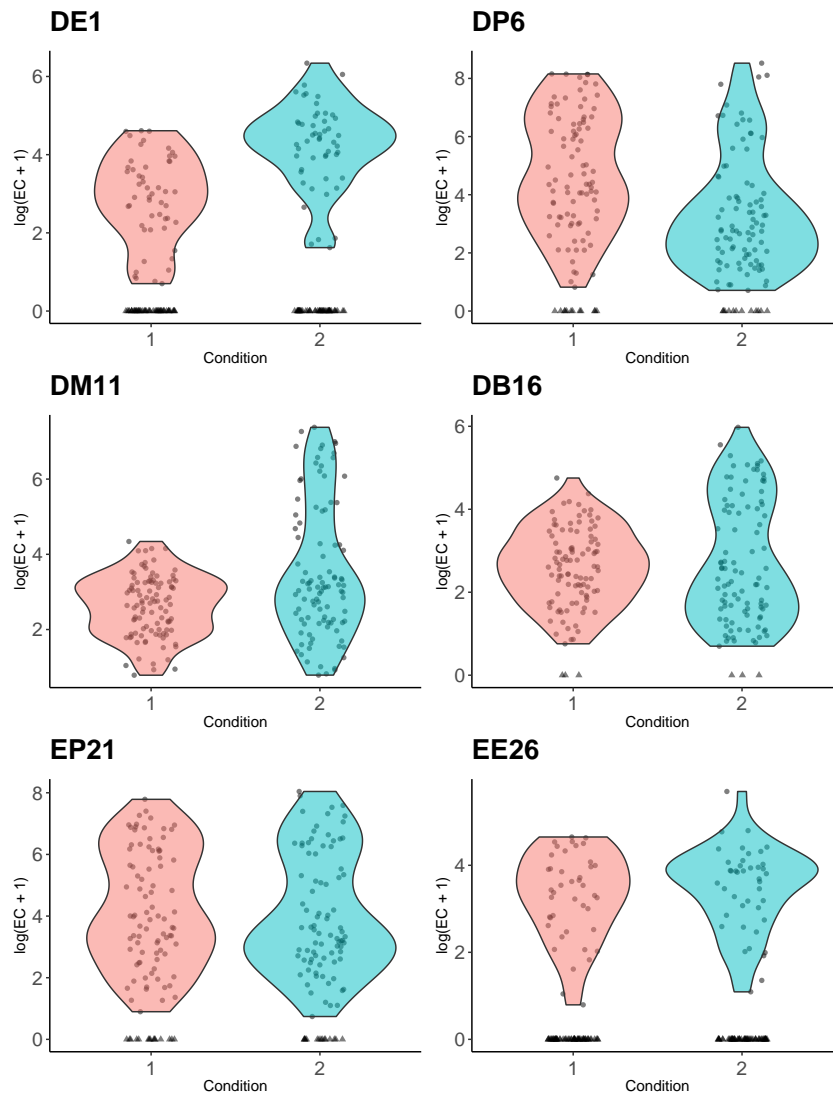 DE1
log(EC + 1)
6
4
2
0
1 2
Condition
DP6
log(EC + 1)
8
6
4
2
0
1 2
Condition
DM11
log(EC + 1)
6
4
2
1 2
Condition
DB16
log(EC + 1)
6
4
2
0
1 2
Condition
EP21
log(EC + 1)
8
6
4
2
0
1 2
Condition
EE26
log(EC + 1)
4
2
0
1 2
Condition